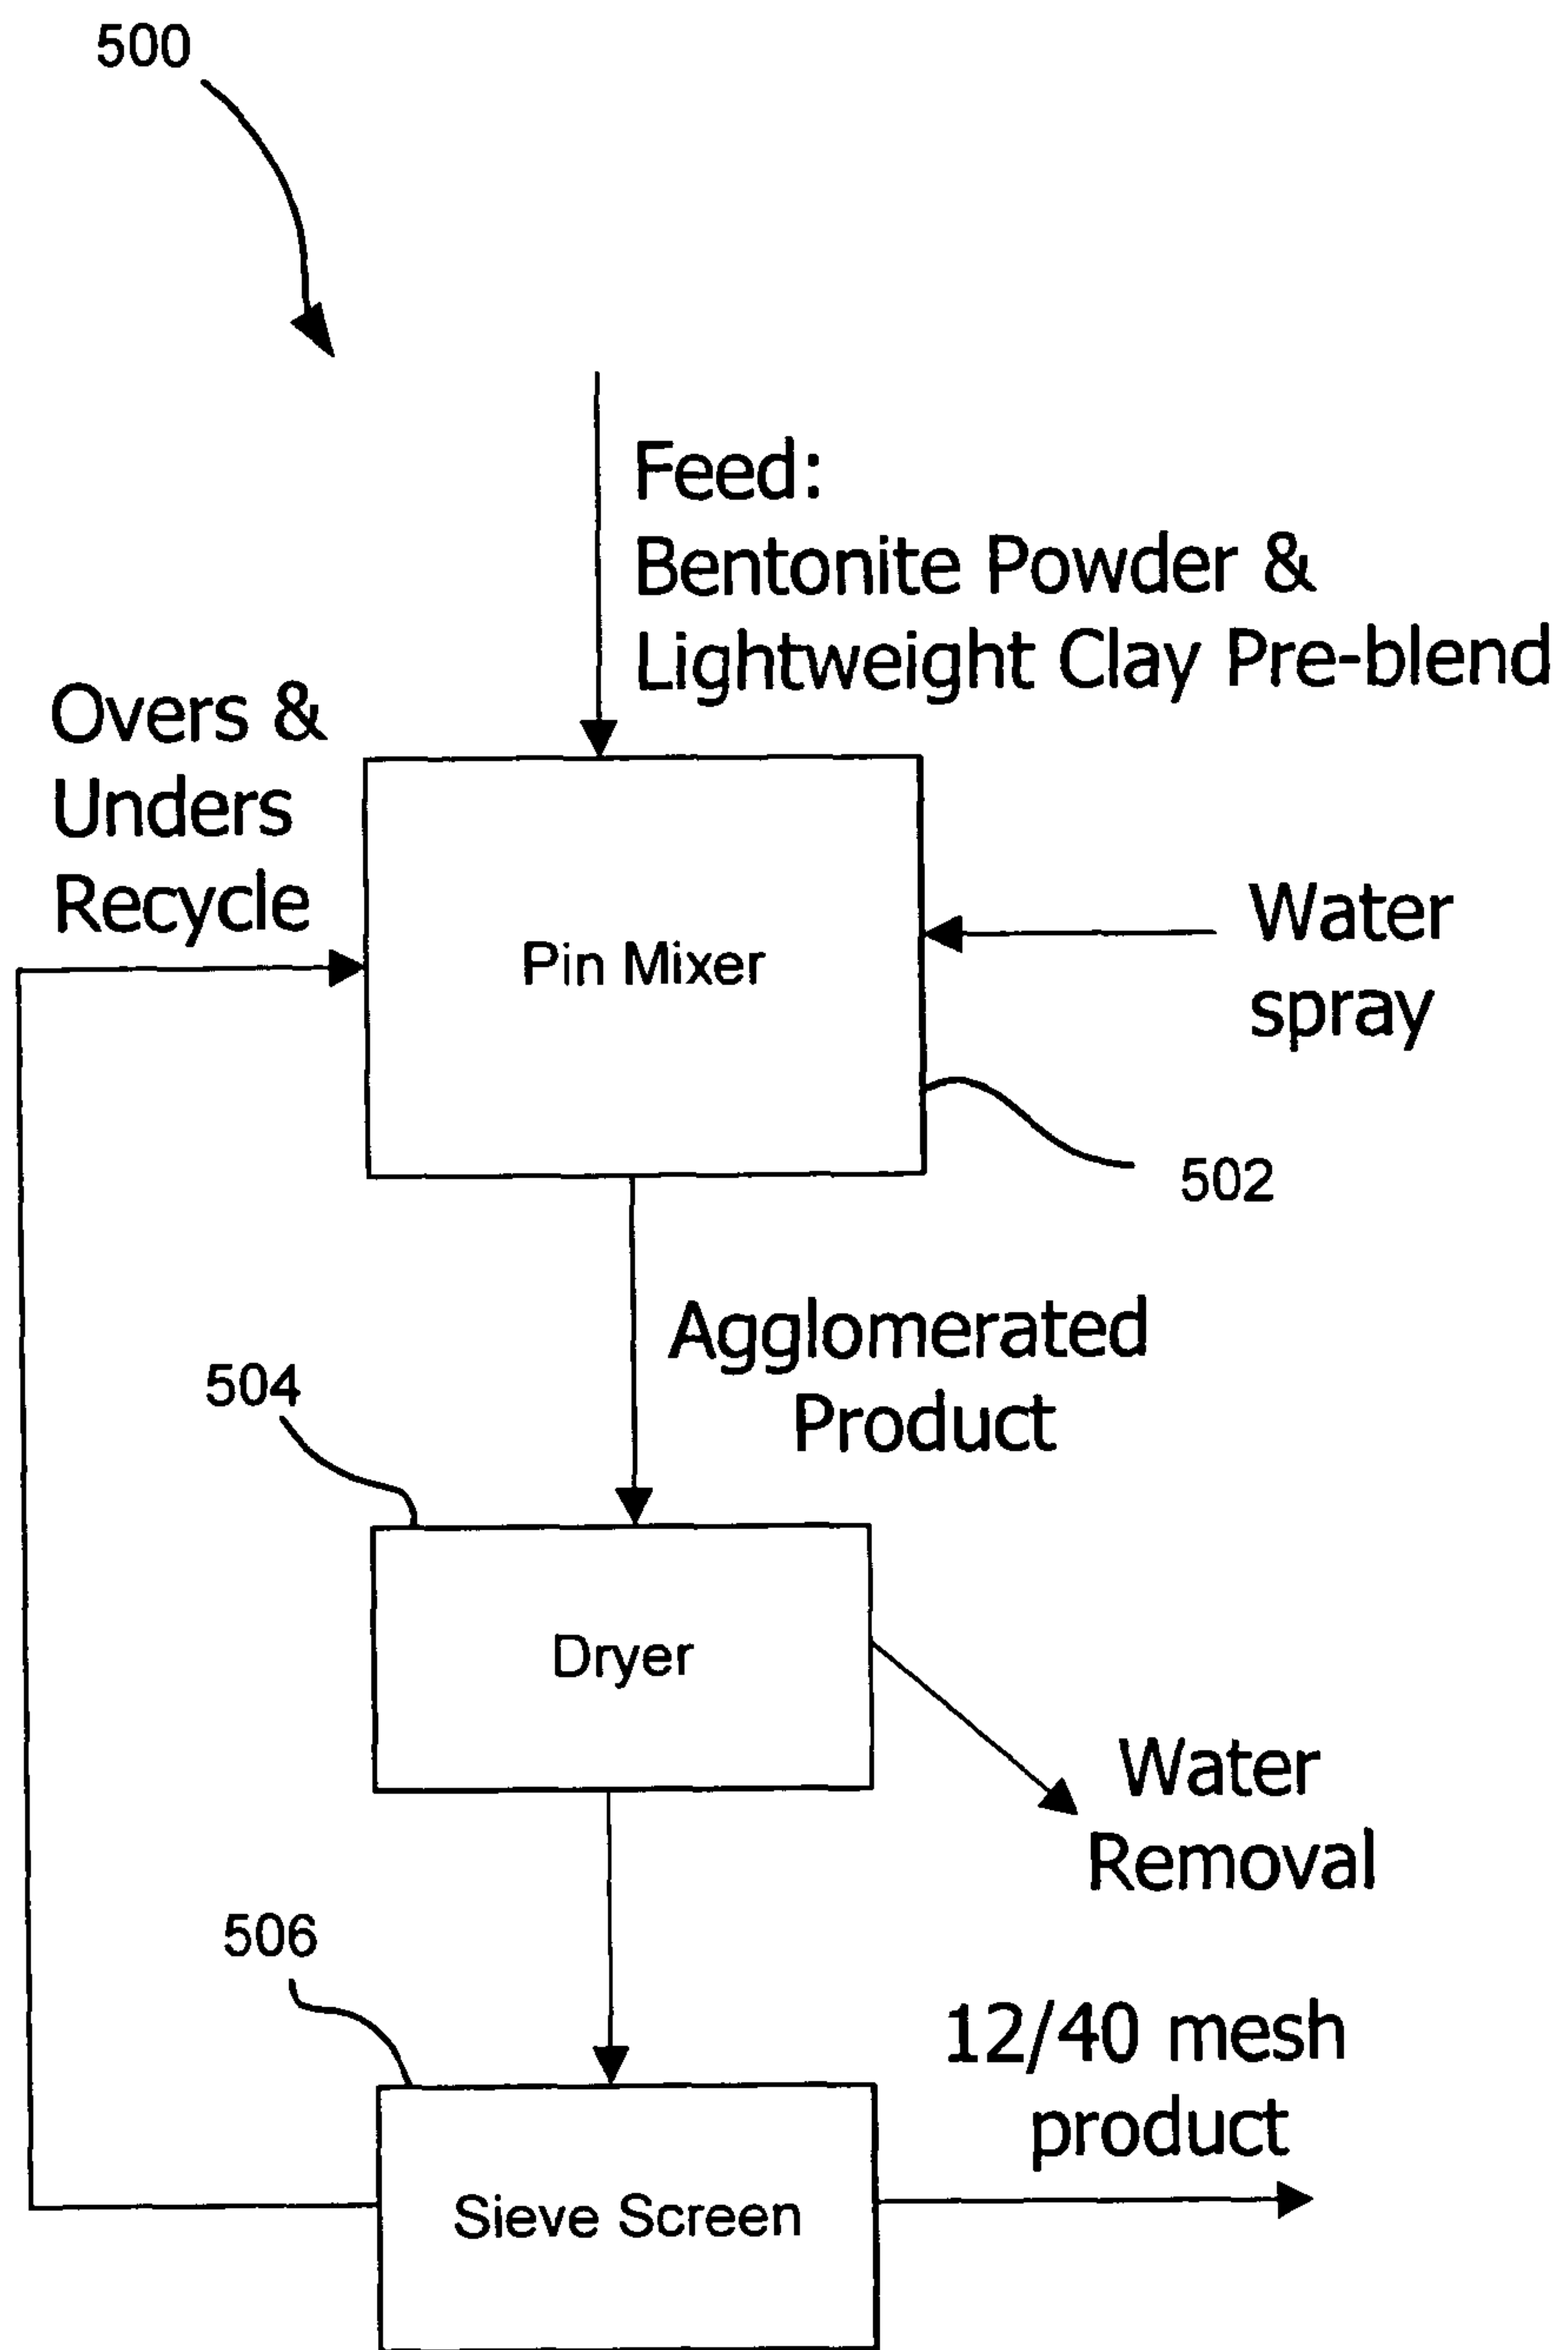 500
Feed:
Bentonite Powder &
Lightweight Clay Pre-blend
Overs &
Unders
Recycle
Pin Mixer
Water
spray
502
Agglomerated
Product
504
Dryer
Water
Removal
506
12/40 mesh
product
Sieve Screen